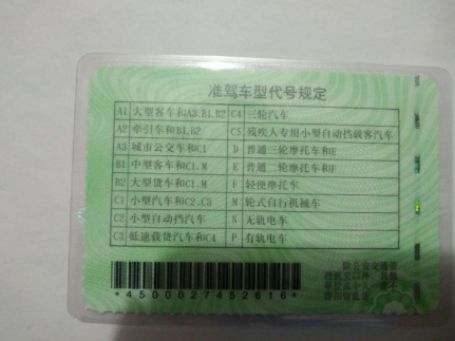 准驾车型代号规定
A1 大型客车和A3.B1.B2 C4 三轮汽车
A2 牵引车和B1.B2 C5 残疾人专用小型自动挡载客汽车
A3 城市公交车和C1 D 普通三轮摩托车和E
B1 中型客车和C1.M E 普通二轮摩托车和F
B2 大型货车和C1.M F 轻便摩托车
C1 小型汽车和C2.C3 M 轮式自行机械车
C2 小型自动挡汽车 N 无轨电车
C3 低速载货汽车和C4 P 有轨电车
*4500027452616*